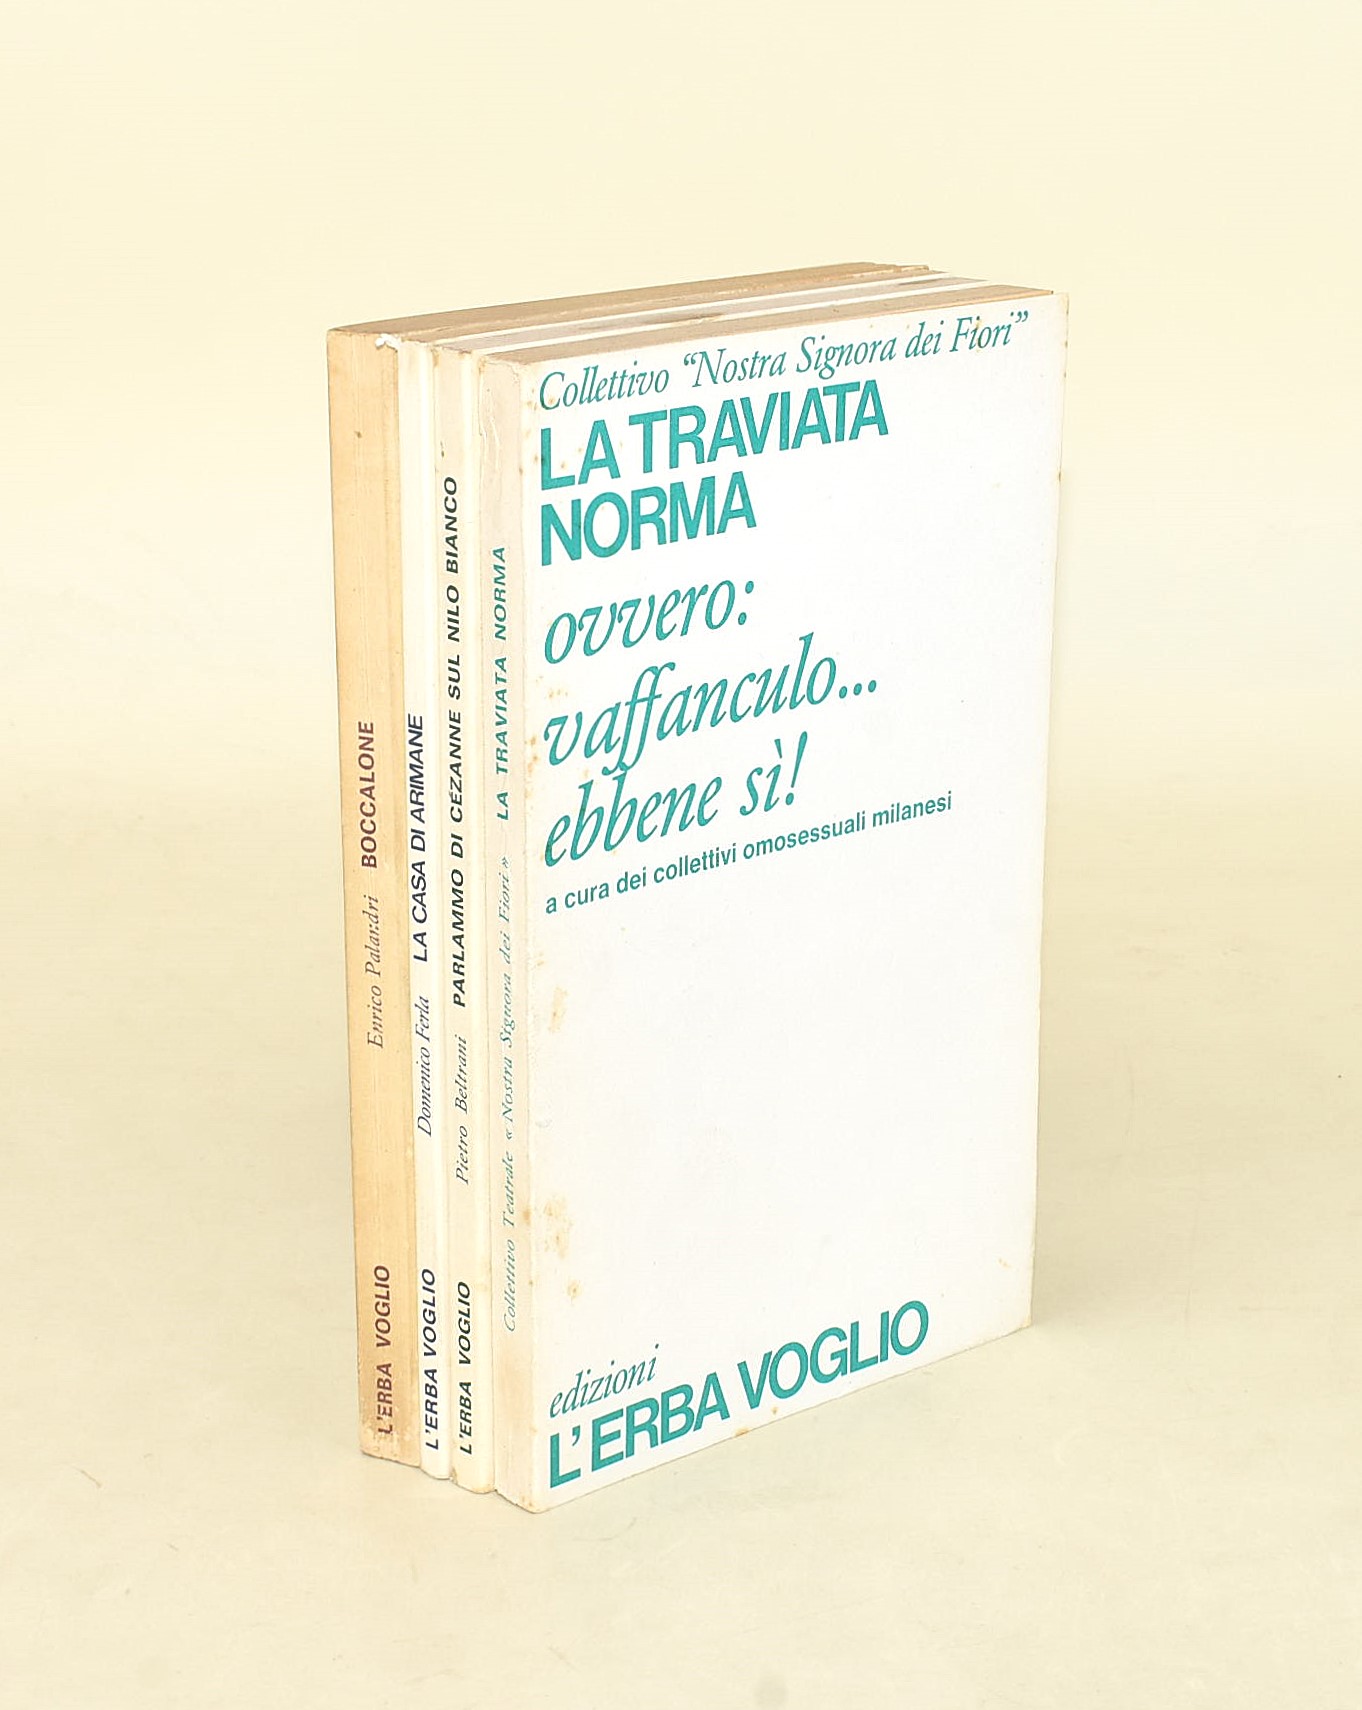 Collettivo “Nostra Signora dei Fiori”
LA TRAVIATA
NORMA
ovvero:
vaffanculo...
ebbene sì!
a cura dei collettivi omosessuali milanesi
edizioni
L'ERBA VOGLIO
L'ERBA VOGLIO Enrico Palandri BOCCALONE
L'ERBA VOGLIO Domenico Ferla LA CASA DI ARIMANE
L'ERBA VOGLIO Pietro Beltrani PARLAMMO DI CÉZANNE SUL NILO BIANCO
Collettivo Teatrale « Nostra Signora dei Fiori » LA TRAVIATA NORMA